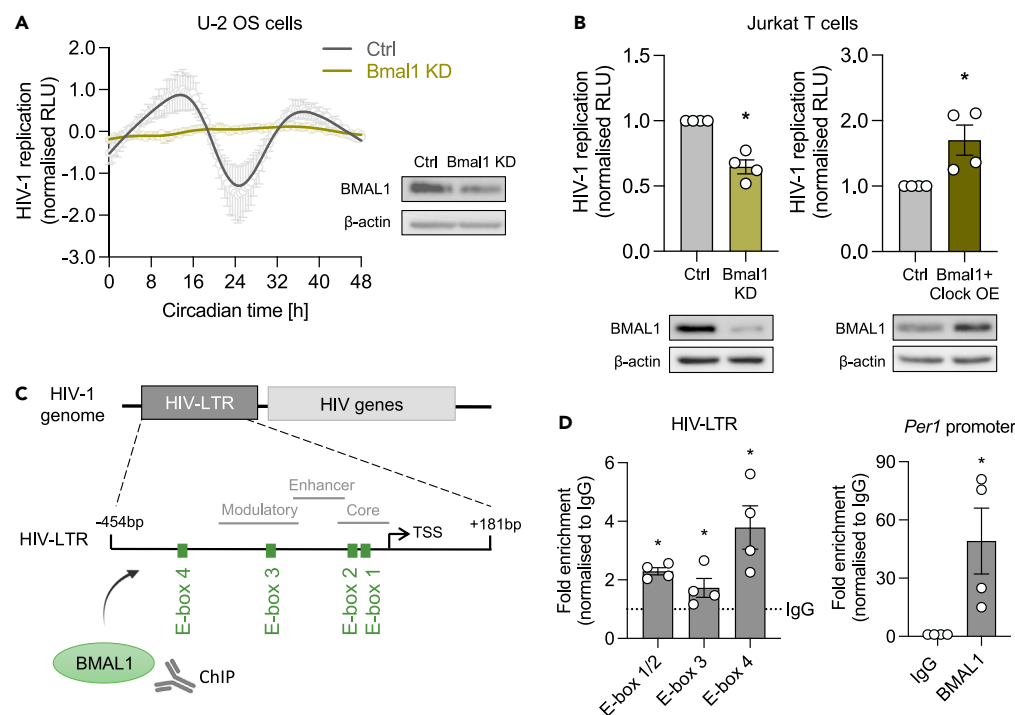 A
U-2 OS cells
Ctrl
Bmal1 KD
HIV-1 replication
(normalised RLU)
2.0
1.0
0.0
-1.0
-2.0
-3.0
0 8 16 24 32 40 48
Circadian time [h]
Ctrl Bmal1 KD
BMAL1
β-actin
B
Jurkat T cells
HIV-1 replication
(normalised RLU)
1.5
1.0
0.5
0.0
*
Ctrl Bmal1
KD
BMAL1
β-actin
HIV-1 replication
(normalised RLU)
3.0
2.0
1.0
0.0
*
Ctrl Bmal1+
Clock OE
BMAL1
β-actin
C
HIV-1
genome
HIV-LTR
HIV genes
Enhancer
Modulatory
Core
-454bp
TSS
+181bp
HIV-LTR
E-box 4
E-box 3
E-box 2
E-box 1
BMAL1
ChIP
D
HIV-LTR
Fold enrichment
(normalised to IgG)
6
4
2
0
* * *
IgG
E-box 1/2
E-box 3
E-box 4
Per1 promoter
Fold enrichment
(normalised to IgG)
90
60
30
0
*
IgG
BMAL1